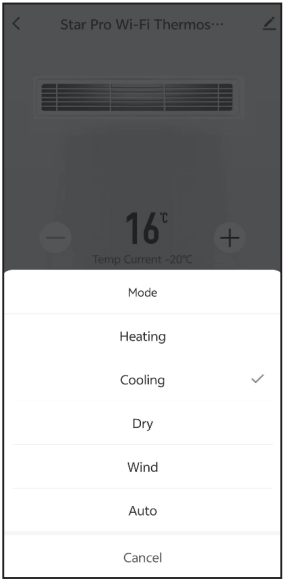 Star Pro Wi-Fi Thermos···
16℃
Temp Current -20℃
Mode
Heating
Cooling
Dry
Wind
Auto
Cancel